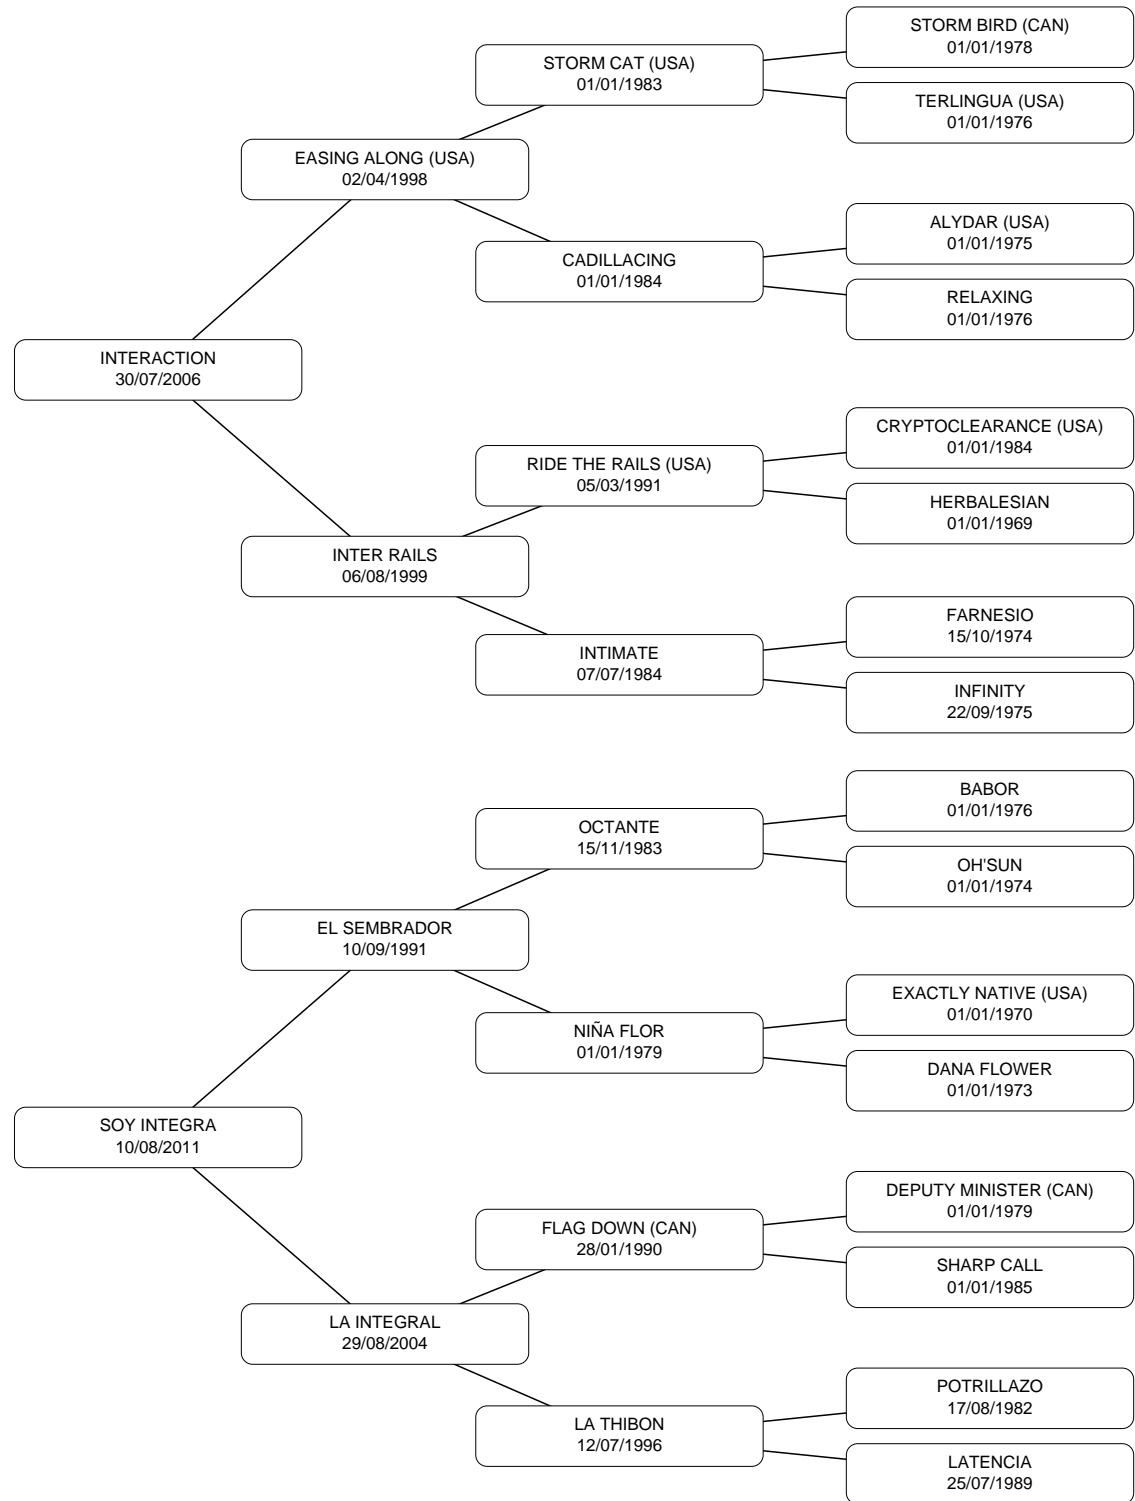 STORM BIRD (CAN)
01/01/1978
STORM CAT (USA)
01/01/1983
TERLINGUA (USA)
01/01/1976
EASING ALONG (USA)
02/04/1998
ALYDAR (USA)
01/01/1975
CADILLACING
01/01/1984
RELAXING
01/01/1976
INTERACTION
30/07/2006
CRYPTOCLEARANCE (USA)
01/01/1984
RIDE THE RAILS (USA)
05/03/1991
HERBALESIAN
01/01/1969
INTER RAILS
06/08/1999
FARNESIO
15/10/1974
INTIMATE
07/07/1984
INFINITY
22/09/1975
BABOR
01/01/1976
OCTANTE
15/11/1983
OH'SUN
01/01/1974
EL SEMBRADOR
10/09/1991
EXACTLY NATIVE (USA)
01/01/1970
NIÑA FLOR
01/01/1979
DANA FLOWER
01/01/1973
SOY INTEGRA
10/08/2011
DEPUTY MINISTER (CAN)
01/01/1979
FLAG DOWN (CAN)
28/01/1990
SHARP CALL
01/01/1985
LA INTEGRAL
29/08/2004
POTRILLAZO
17/08/1982
LA THIBON
12/07/1996
LATENCIA
25/07/1989